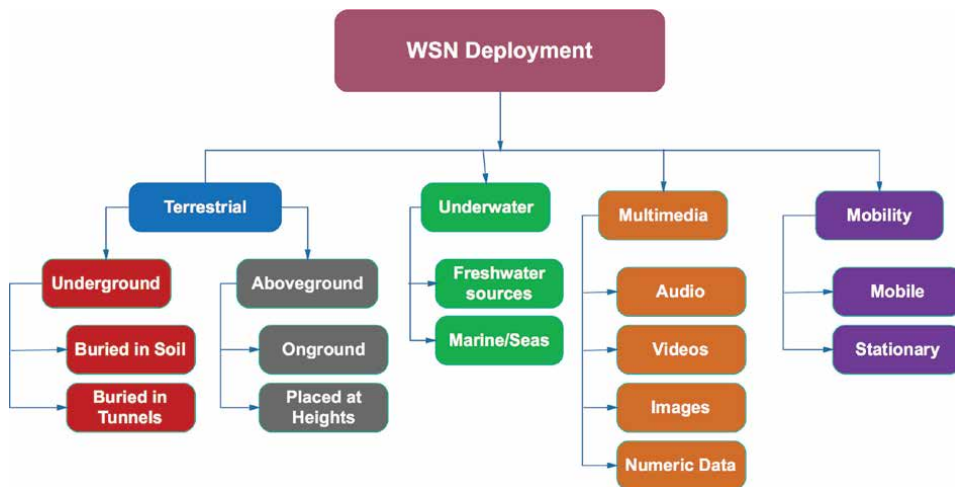 WSN Deployment
Terrestrial
Underwater
Multimedia
Mobility
Underground
Aboveground
Freshwater
sources
Audio
Mobile
Buried in Soil
Onground
Marine/Seas
Videos
Stationary
Buried in
Tunnels
Placed at
Heights
Images
Numeric Data